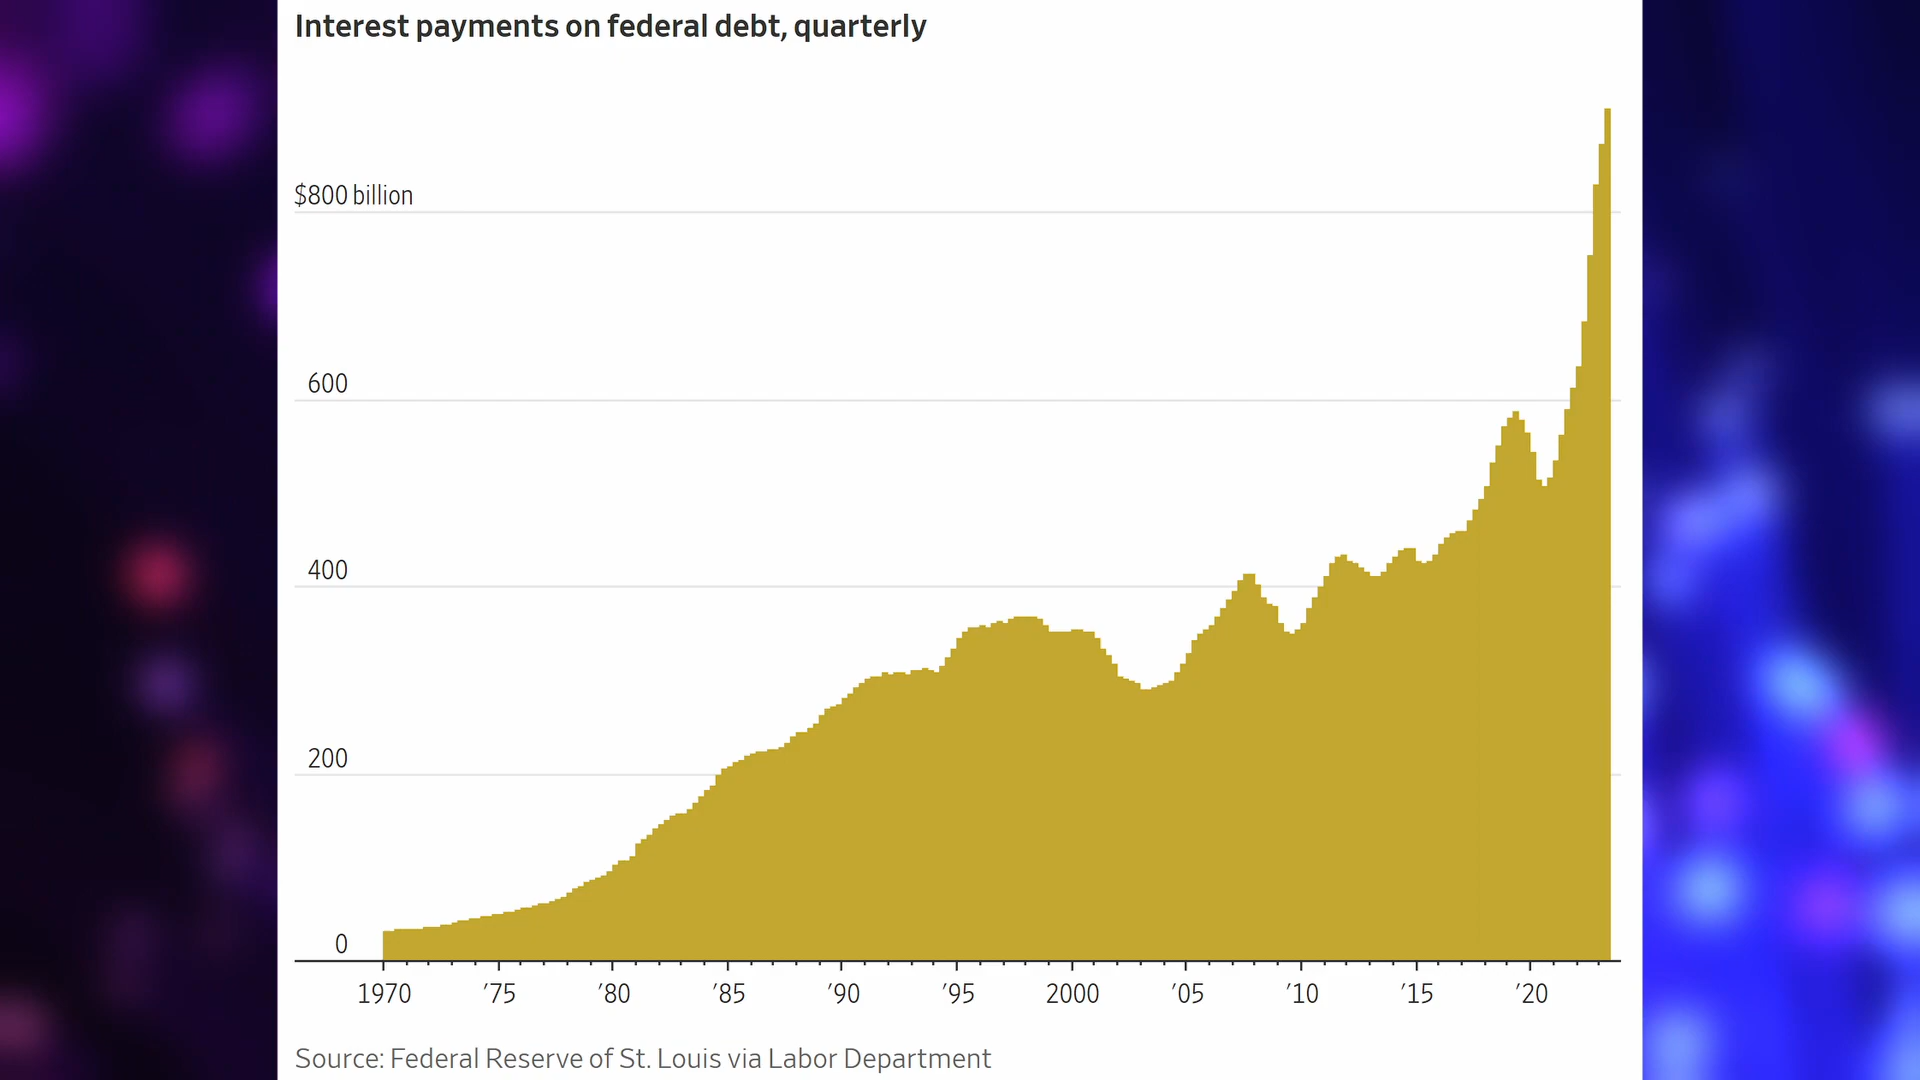 Interest payments on federal debt, quarterly
$800 billion
600
400
200
0
1970 ’75 ’80 ’85 ’90 ’95 2000 ’05 ’10 ’15 ’20
Source: Federal Reserve of St. Louis via Labor Department